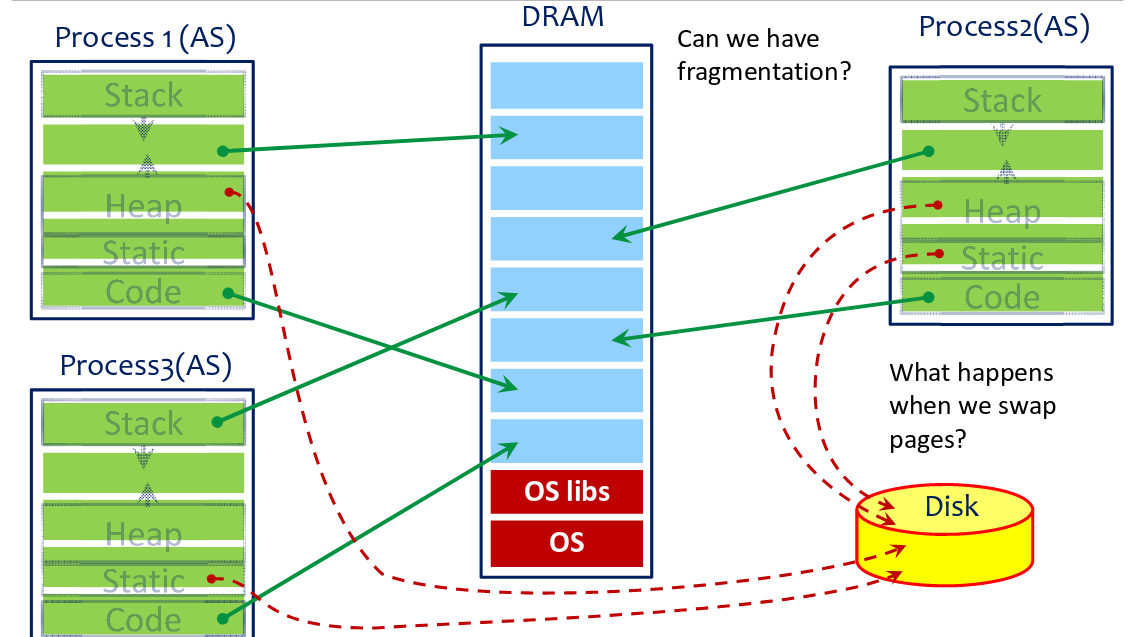 DRAM
Process 1 (AS)
Stack
Heap
Static
Code
Can we have
fragmentation?
Process2(AS)
Stack
Heap
Static
Code
Process3(AS)
Stack
Heap
Static
Code
OS libs
OS
What happens
when we swap
pages?
Disk